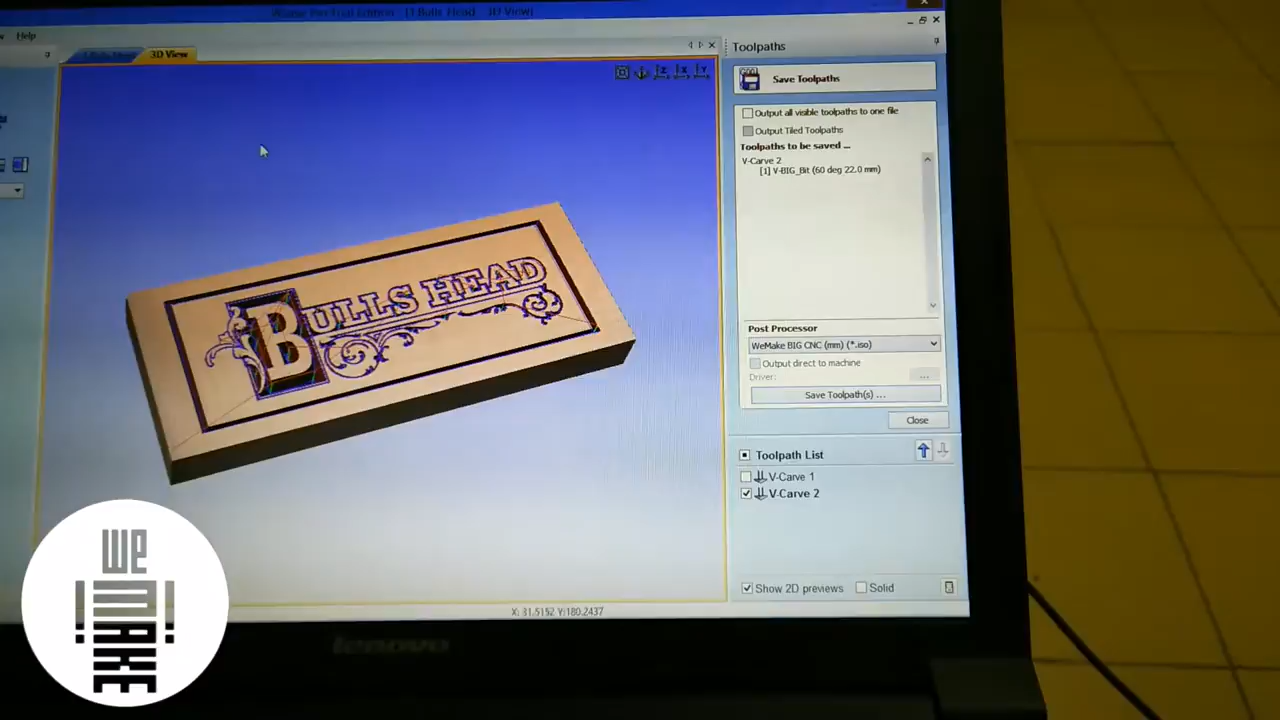 Help
3D View
Toolpaths
Save Toolpaths
Output all visible toolpaths to one file
Output Tiled Toolpaths
Toolpaths to be saved ...
V-Carve 2
[1] V-BIG_Bit (60 deg 22.0 mm)
BULLS HEAD
Post Processor
WeMake BIG CNC (mm) (*.iso)
Output direct to machine
Driver:
...
Save Toolpath(s) ...
Close
Toolpath List
V-Carve 1
V-Carve 2
Show 2D previews
Solid
X: 31.5152 Y:180.2437
we
MAKE